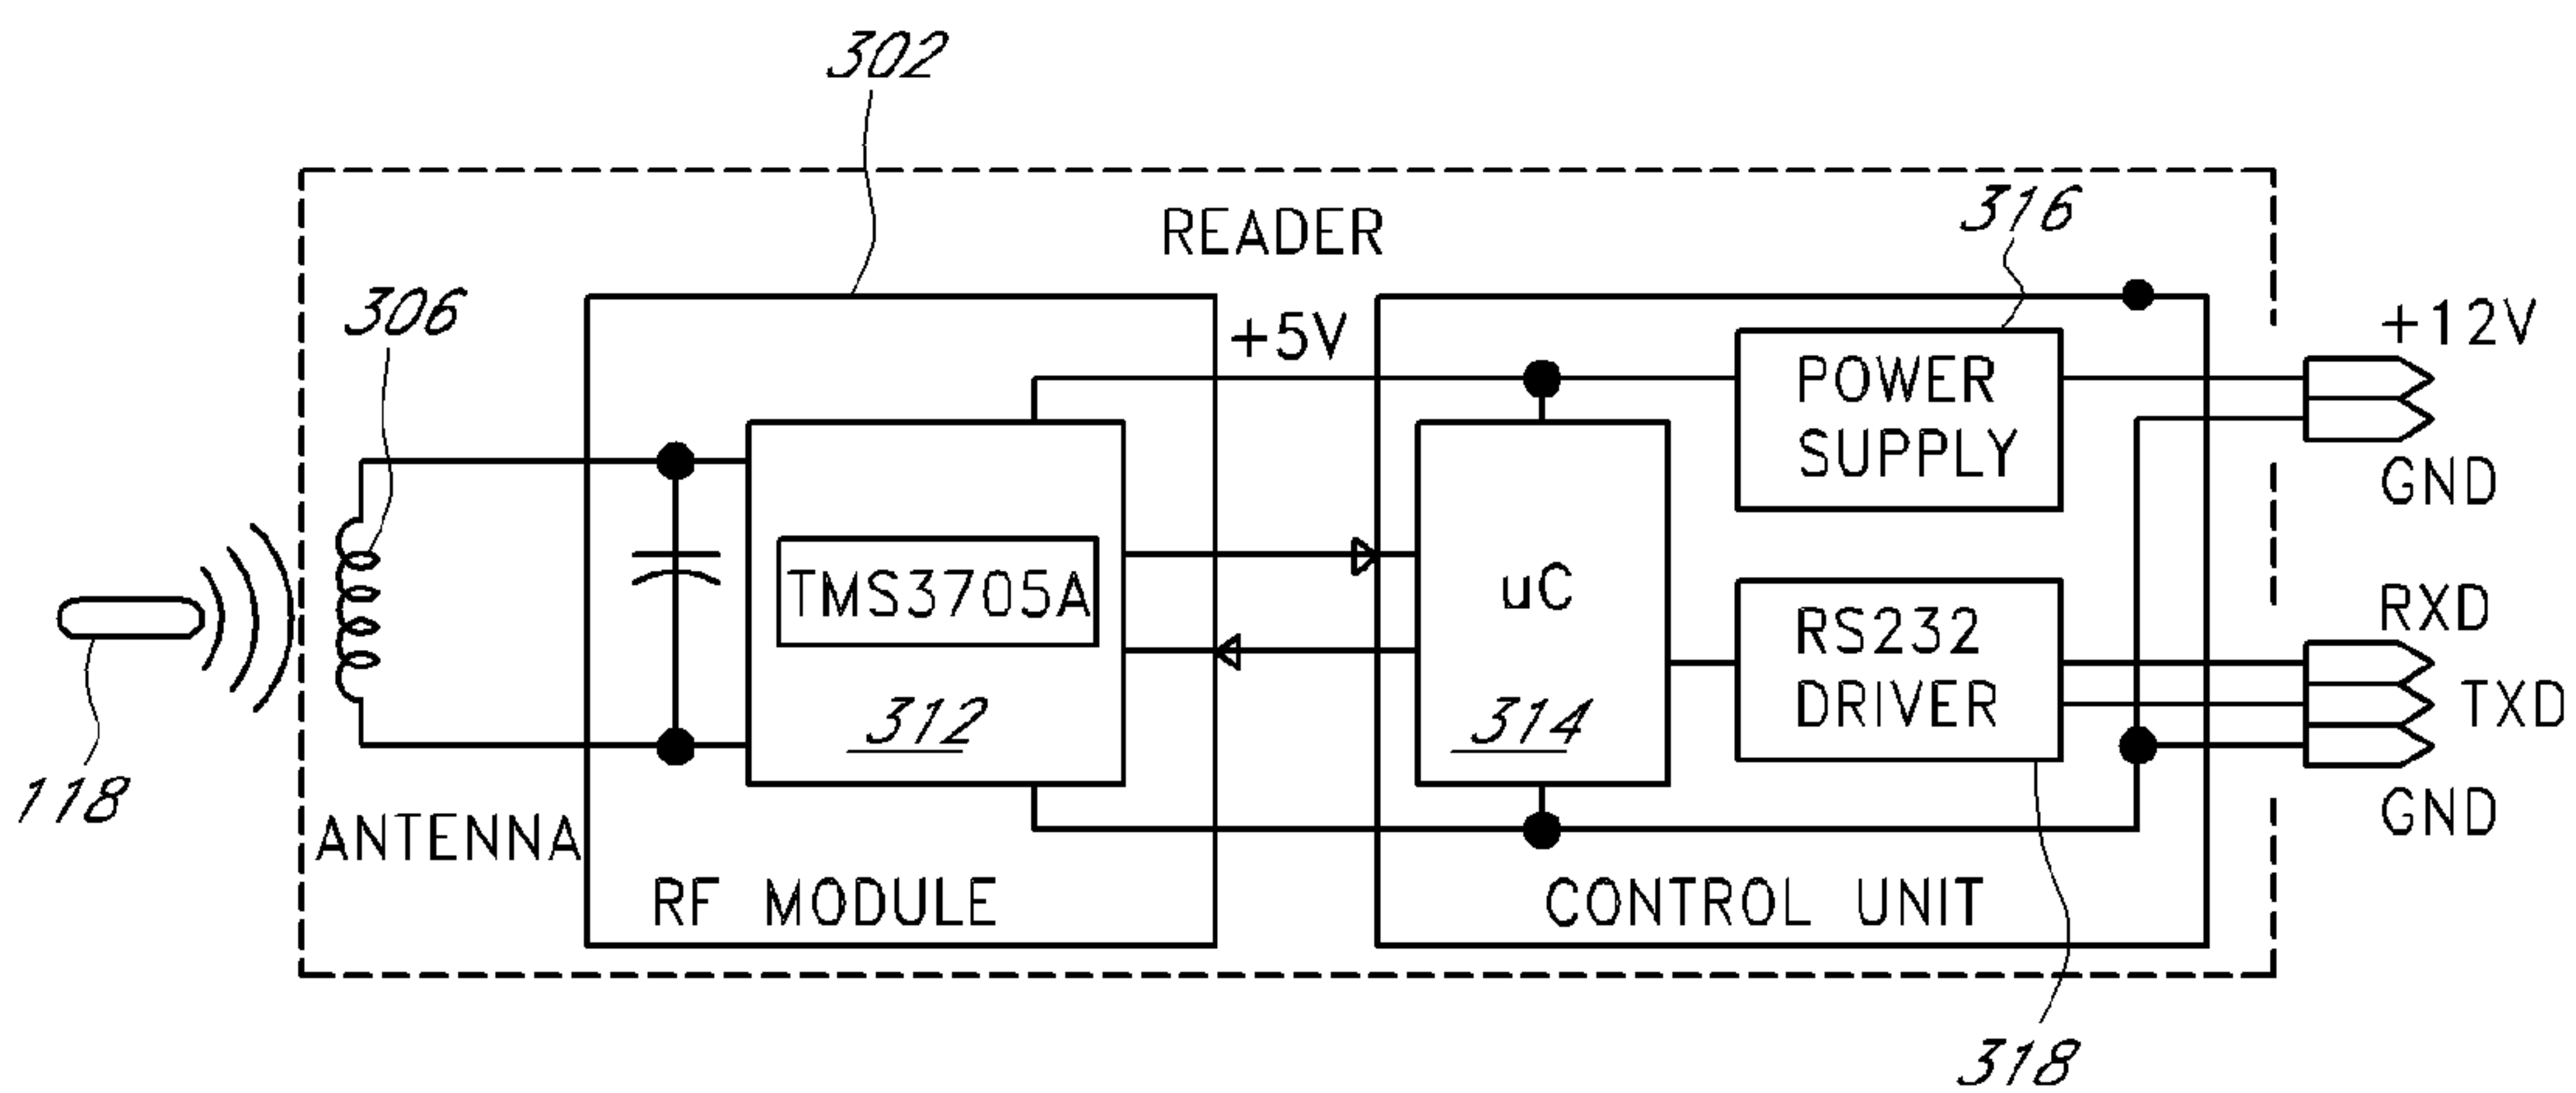 302
READER
316
306
+5V
+12V
POWER
SUPPLY
GND
TMS3705A
uC
RS232
DRIVER
RXD
TXD
312
314
118
GND
ANTENNA
RF MODULE
CONTROL UNIT
318